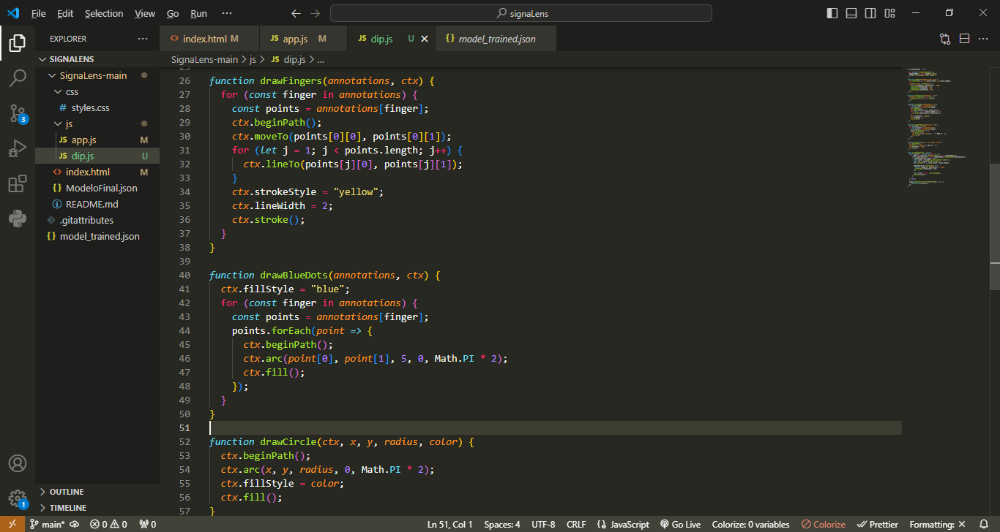 File Edit Selection View Go Run ··· signaLens
EXPLORER ···
index.html M app.js M dip.js U model_trained.json ···
SIGNALENS
SignaLens-main > js > JS dip.js > ...
SignaLens-main
css
# styles.css
js
JS app.js M
JS dip.js U
<> index.html M
{} ModeloFinal.json
README.md
.gitattributes
{} model_trained.json
OUTLINE
TIMELINE
3
1
25
26 function drawFingers(annotations, ctx) {
27 for (const finger in annotations) {
28 const points = annotations[finger];
29 ctx.beginPath();
30 ctx.moveTo(points[0][0], points[0][1]);
31 for (let j = 1; j < points.length; j++) {
32 ctx.lineTo(points[j][0], points[j][1]);
33 }
34 ctx.strokeStyle = "yellow";
35 ctx.lineWidth = 2;
36 ctx.stroke();
37 }
38 }
39
40 function drawBlueDots(annotations, ctx) {
41 ctx.fillStyle = "blue";
42 for (const finger in annotations) {
43 const points = annotations[finger];
44 points.forEach(point => {
45 ctx.beginPath();
46 ctx.arc(point[0], point[1], 5, 0, Math.PI * 2);
47 ctx.fill();
48 });
49 }
50 }
51
52 function drawCircle(ctx, x, y, radius, color) {
53 ctx.beginPath();
54 ctx.arc(x, y, radius, 0, Math.PI * 2);
55 ctx.fillStyle = color;
56 ctx.fill();
57 }
main* 0 0 0 Ln 51, Col 1 Spaces: 4 UTF-8 CRLF {} JavaScript Go Live Colorize: 0 variables Colorize Prettier Formatting: ×